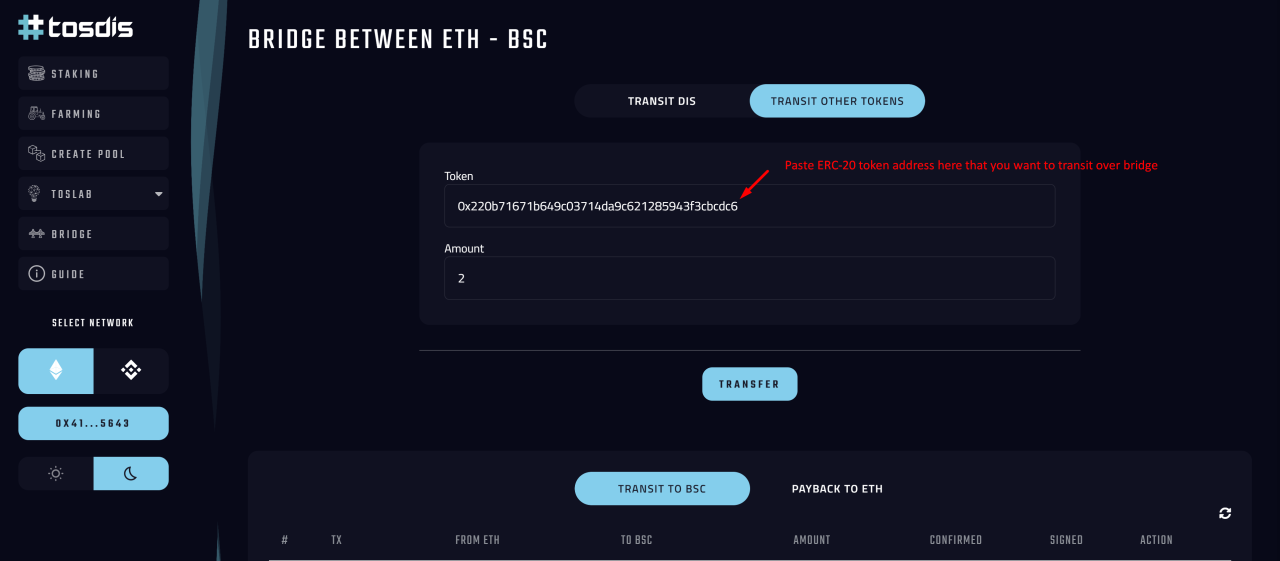 tosdis
STAKING
FARMING
CREATE POOL
TOSLAB
BRIDGE
GUIDE
SELECT NETWORK
0X41...5643
BRIDGE BETWEEN ETH - BSC
TRANSIT DIS
TRANSIT OTHER TOKENS
Paste ERC-20 token address here that you want to transit over bridge
Token
0x220b71671b649c03714da9c621285943f3cbcdc6
Amount
2
TRANSFER
TRANSIT TO BSC
PAYBACK TO ETH
# TX FROM ETH TO BSC AMOUNT CONFIRMED SIGNED ACTION